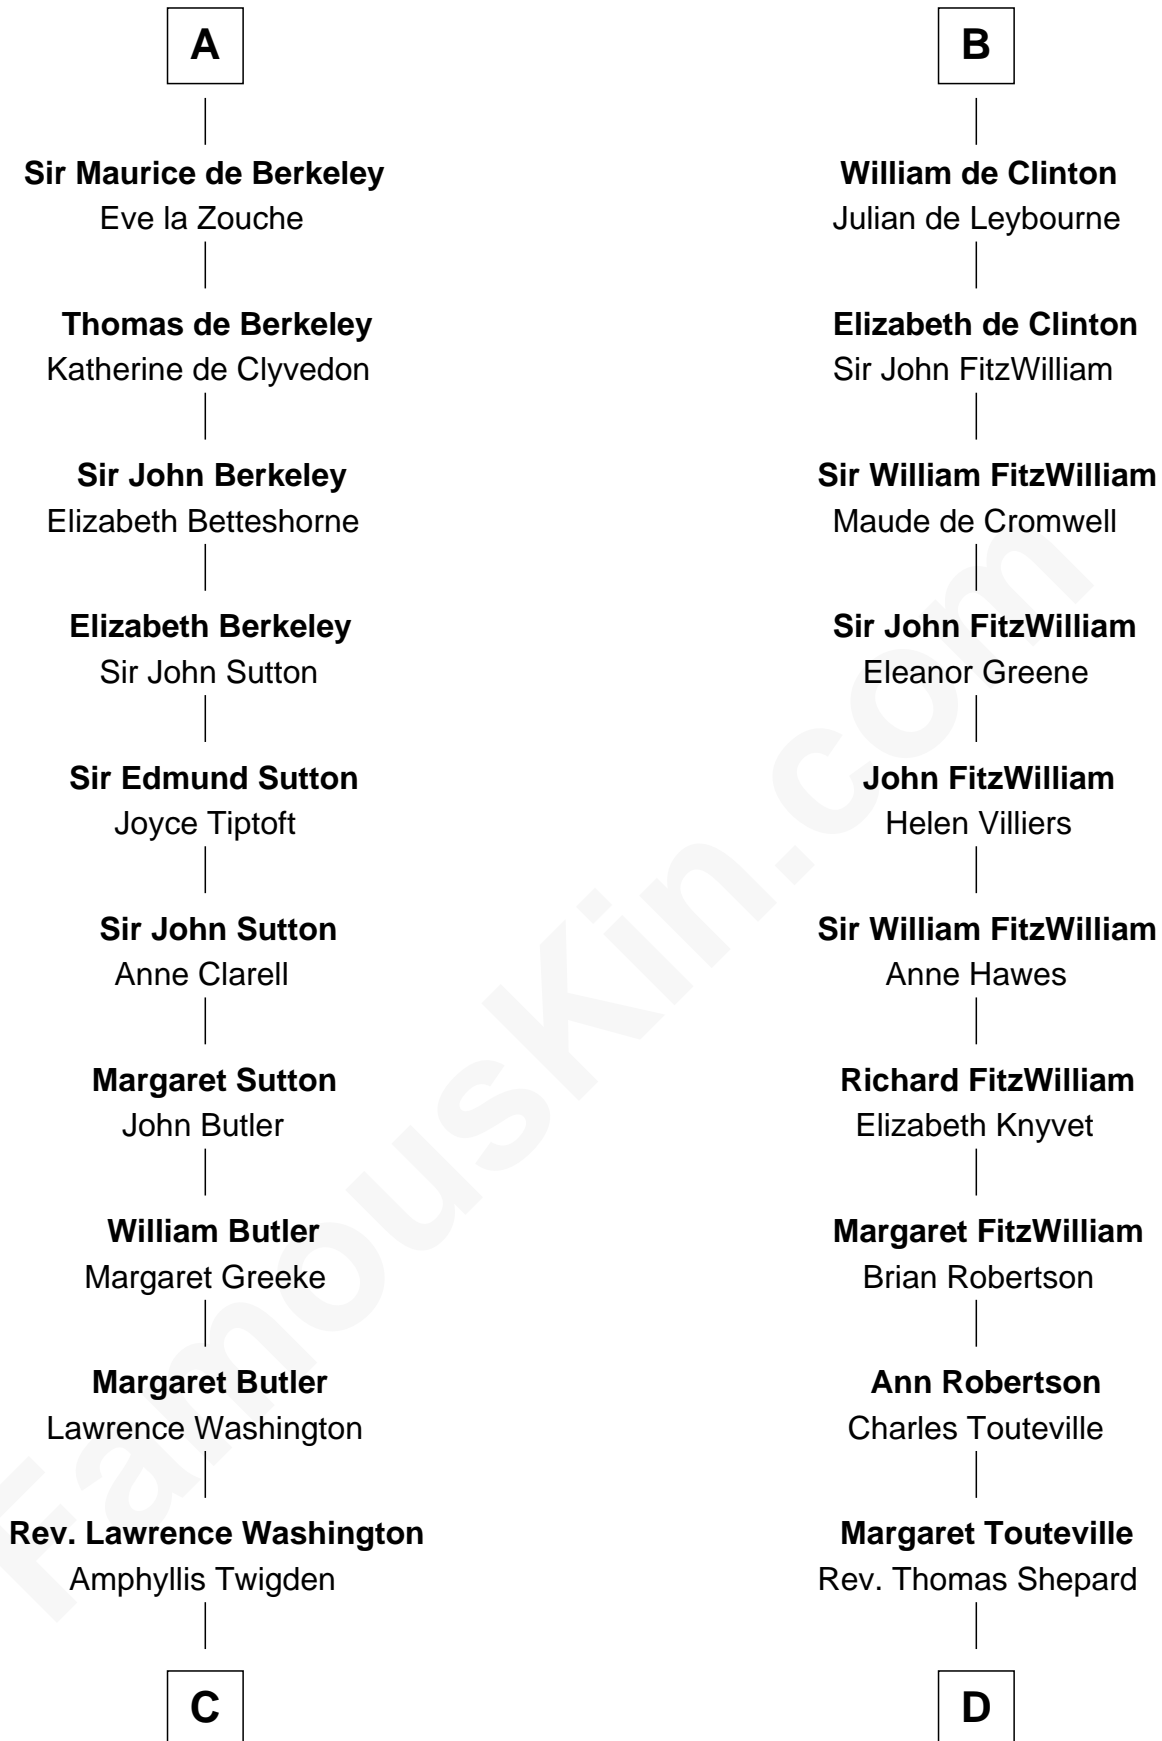 A
Sir Maurice de Berkeley
Eve la Zouche
Thomas de Berkeley
Katherine de Clyvedon
Sir John Berkeley
Elizabeth Betteshorne
Elizabeth Berkeley
Sir John Sutton
Sir Edmund Sutton
Joyce Tiptoft
Sir John Sutton
Anne Clarell
Margaret Sutton
John Butler
William Butler
Margaret Greeke
Margaret Butler
Lawrence Washington
Rev. Lawrence Washington
Amphyllis Twigden
C
B
William de Clinton
Julian de Leybourne
Elizabeth de Clinton
Sir John FitzWilliam
Sir William FitzWilliam
Maude de Cromwell
Sir John FitzWilliam
Eleanor Greene
John FitzWilliam
Helen Villiers
Sir William FitzWilliam
Anne Hawes
Richard FitzWilliam
Elizabeth Knyvet
Margaret FitzWilliam
Brian Robertson
Ann Robertson
Charles Touteville
Margaret Touteville
Rev. Thomas Shepard
D
FamousKin.com